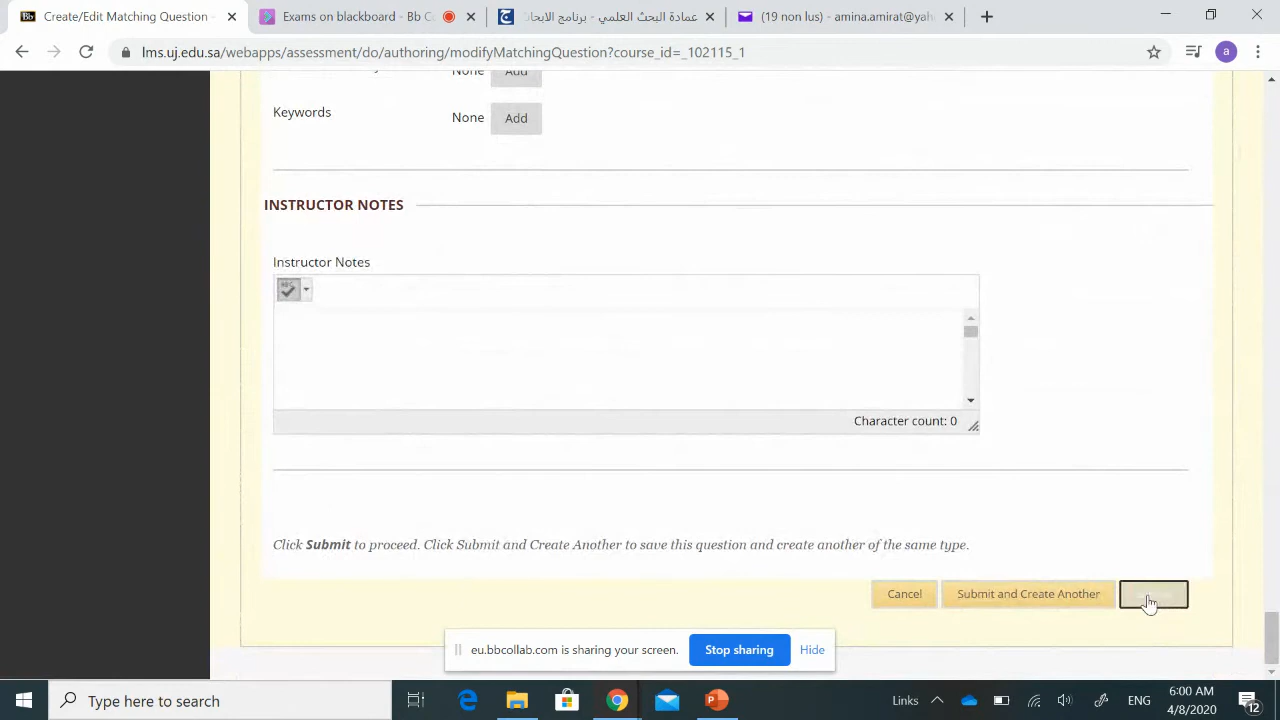 Create/Edit Matching Question -
Exams on blackboard - Bb C
عمادة البحث العلمي - برنامج الابحاث
(19 non lus) - amina.amirat@yah
lms.uj.edu.sa/webapps/assessment/do/authoring/modifyMatchingQuestion?course_id=_102115_1
a
None Add
Keywords None Add
INSTRUCTOR NOTES
Instructor Notes
Character count: 0
Click Submit to proceed. Click Submit and Create Another to save this question and create another of the same type.
Cancel Submit and Create Another
eu.bbcollab.com is sharing your screen. Stop sharing Hide
Type here to search
Links ENG 6:00 AM
4/8/2020 12